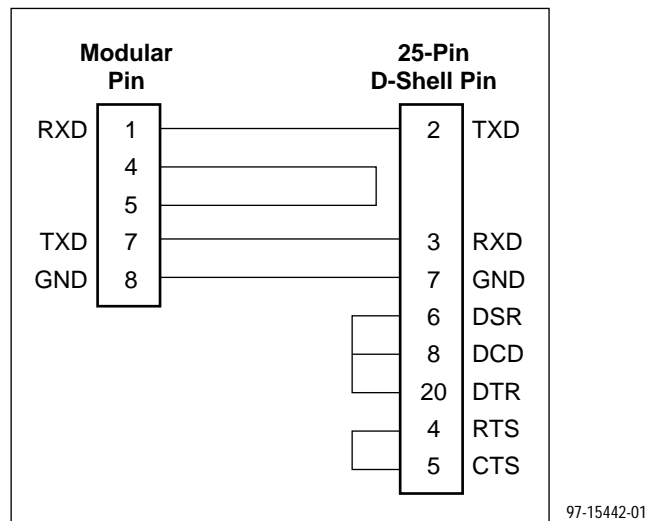 Modular Pin
25-Pin D-Shell Pin
RXD 1 2 TXD
4
5
TXD 7 3 RXD
GND 8 7 GND
6 DSR
8 DCD
20 DTR
4 RTS
5 CTS
97-15442-01